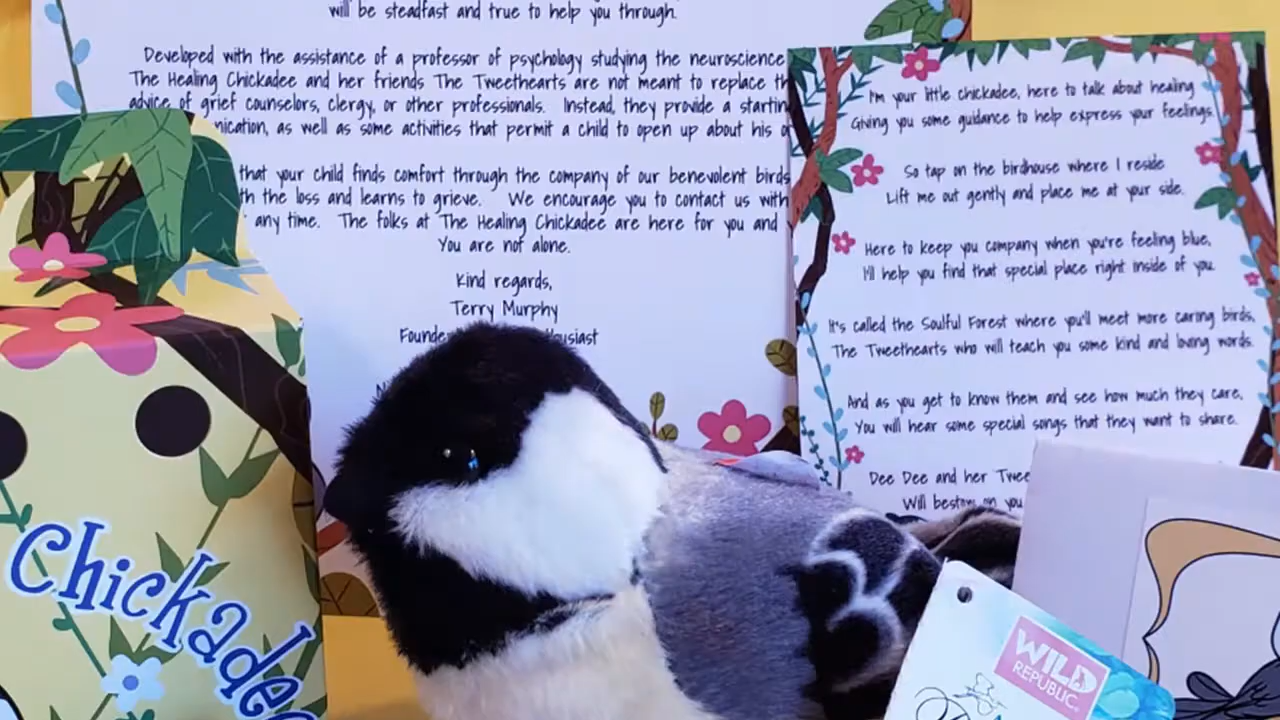 will be steadfast and true to help you through.
Developed with the assistance of a professor of psychology studying the neuroscience
The Healing Chickadee and her friends The Tweethearts are not meant to replace
advice of grief counselors, clergy, or other professionals. Instead, they provide a
as well as some activities that permit a child to open up about his
that your child finds comfort through the company of our benevolent birds
the loss and learns to grieve. We encourage you to contact us with
any time. The folks at The Healing Chickadee are here for you and
You are not alone.
Kind regards,
Terry Murphy
I'm your little chickadee, here to talk about healing
Giving you some guidance to help express your feelings.
So tap on the birdhouse where I reside
Lift me out gently and place me at your side.
Here to keep you company when you're feeling blue,
I'll help you find that special place right inside of you
It's called the Soulful Forest where you'll meet more caring birds,
The Tweethearts who will teach you some kind and loving words.
And as you get to know them and see how much they care,
You will hear some special songs that they want to share.
Dee Dee and her
Will bestow on you
Chickadee
WILD
REPUBLIC